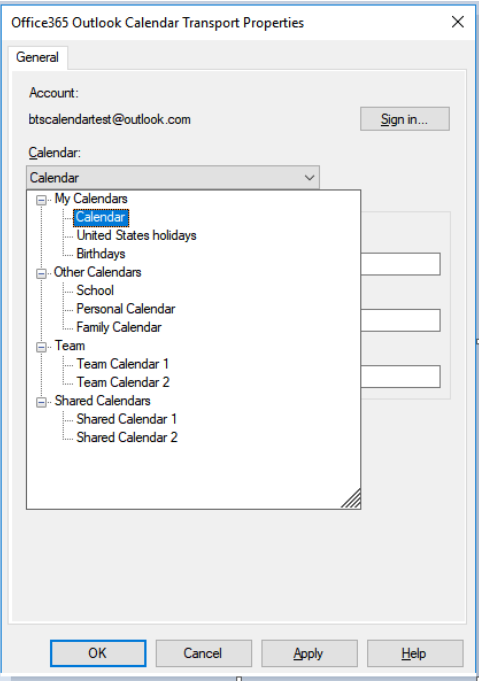 Office365 Outlook Calendar Transport Properties
General
Account:
btscalendartest@outlook.com
Sign in...
Calendar:
Calendar
My Calendars
Calendar
United States holidays
Birthdays
Other Calendars
School
Personal Calendar
Family Calendar
Team
Team Calendar 1
Team Calendar 2
Shared Calendars
Shared Calendar 1
Shared Calendar 2
OK
Cancel
Apply
Help